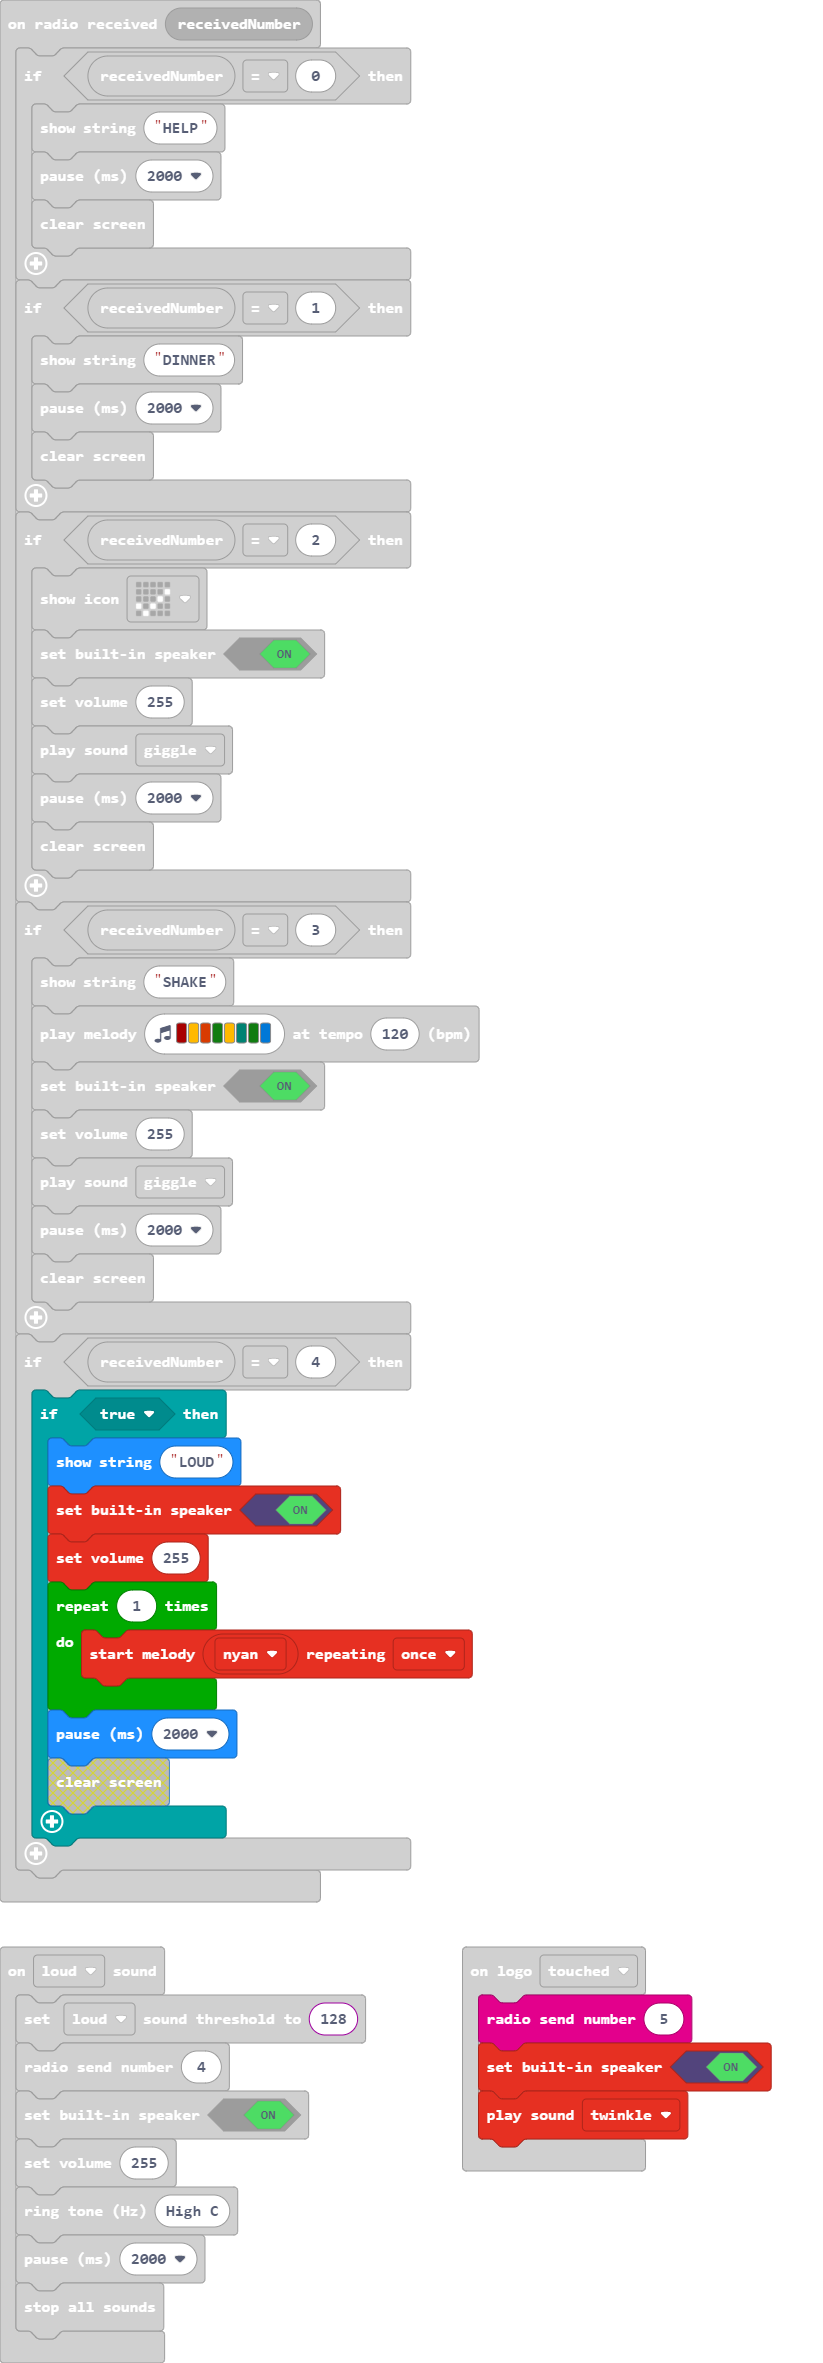 on radio received receivedNumber
if receivedNumber = 0 then
show string "HELP"
pause (ms) 2000
clear screen
if receivedNumber = 1 then
show string "DINNER"
pause (ms) 2000
clear screen
if receivedNumber = 2 then
show icon
set built-in speaker ON
set volume 255
play sound giggle
pause (ms) 2000
clear screen
if receivedNumber = 3 then
show string "SHAKE"
play melody at tempo 120 (bpm)
set built-in speaker ON
set volume 255
play sound giggle
pause (ms) 2000
clear screen
if receivedNumber = 4 then
if true then
show string "LOUD"
set built-in speaker ON
set volume 255
repeat 1 times
do start melody nyan repeating once
pause (ms) 2000
clear screen
on loud sound
set loud sound threshold to 128
radio send number 4
set built-in speaker ON
set volume 255
ring tone (Hz) High C
pause (ms) 2000
stop all sounds
on logo touched
radio send number 5
set built-in speaker ON
play sound twinkle